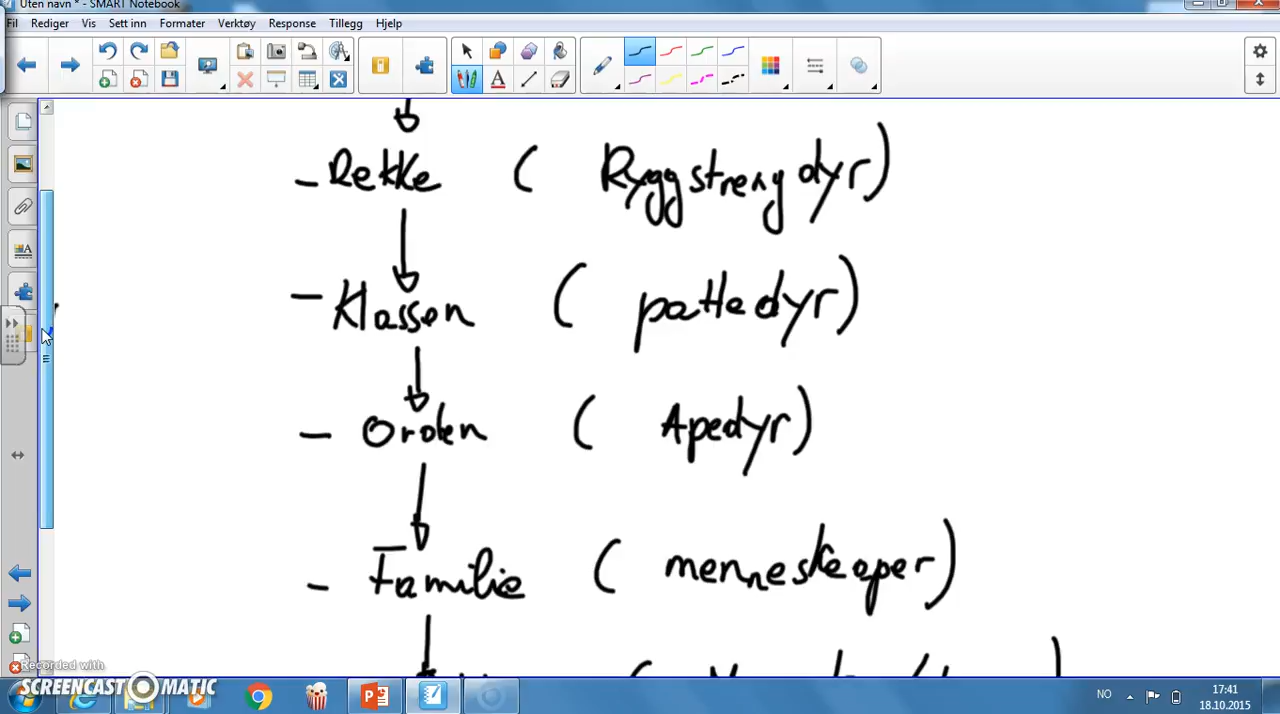 Uten navn * - SMART Notebook
Fil Rediger Vis Sett inn Formater Verktøy Response Tillegg Hjelp
- Rekke ( Ryggstrengdyr)
- Klassen ( pattedyr)
- Orden ( Apedyr)
- Familie ( menneskeaper)
Recorded with
SCREENCAST MATIC
NO
17:41
18.10.2015